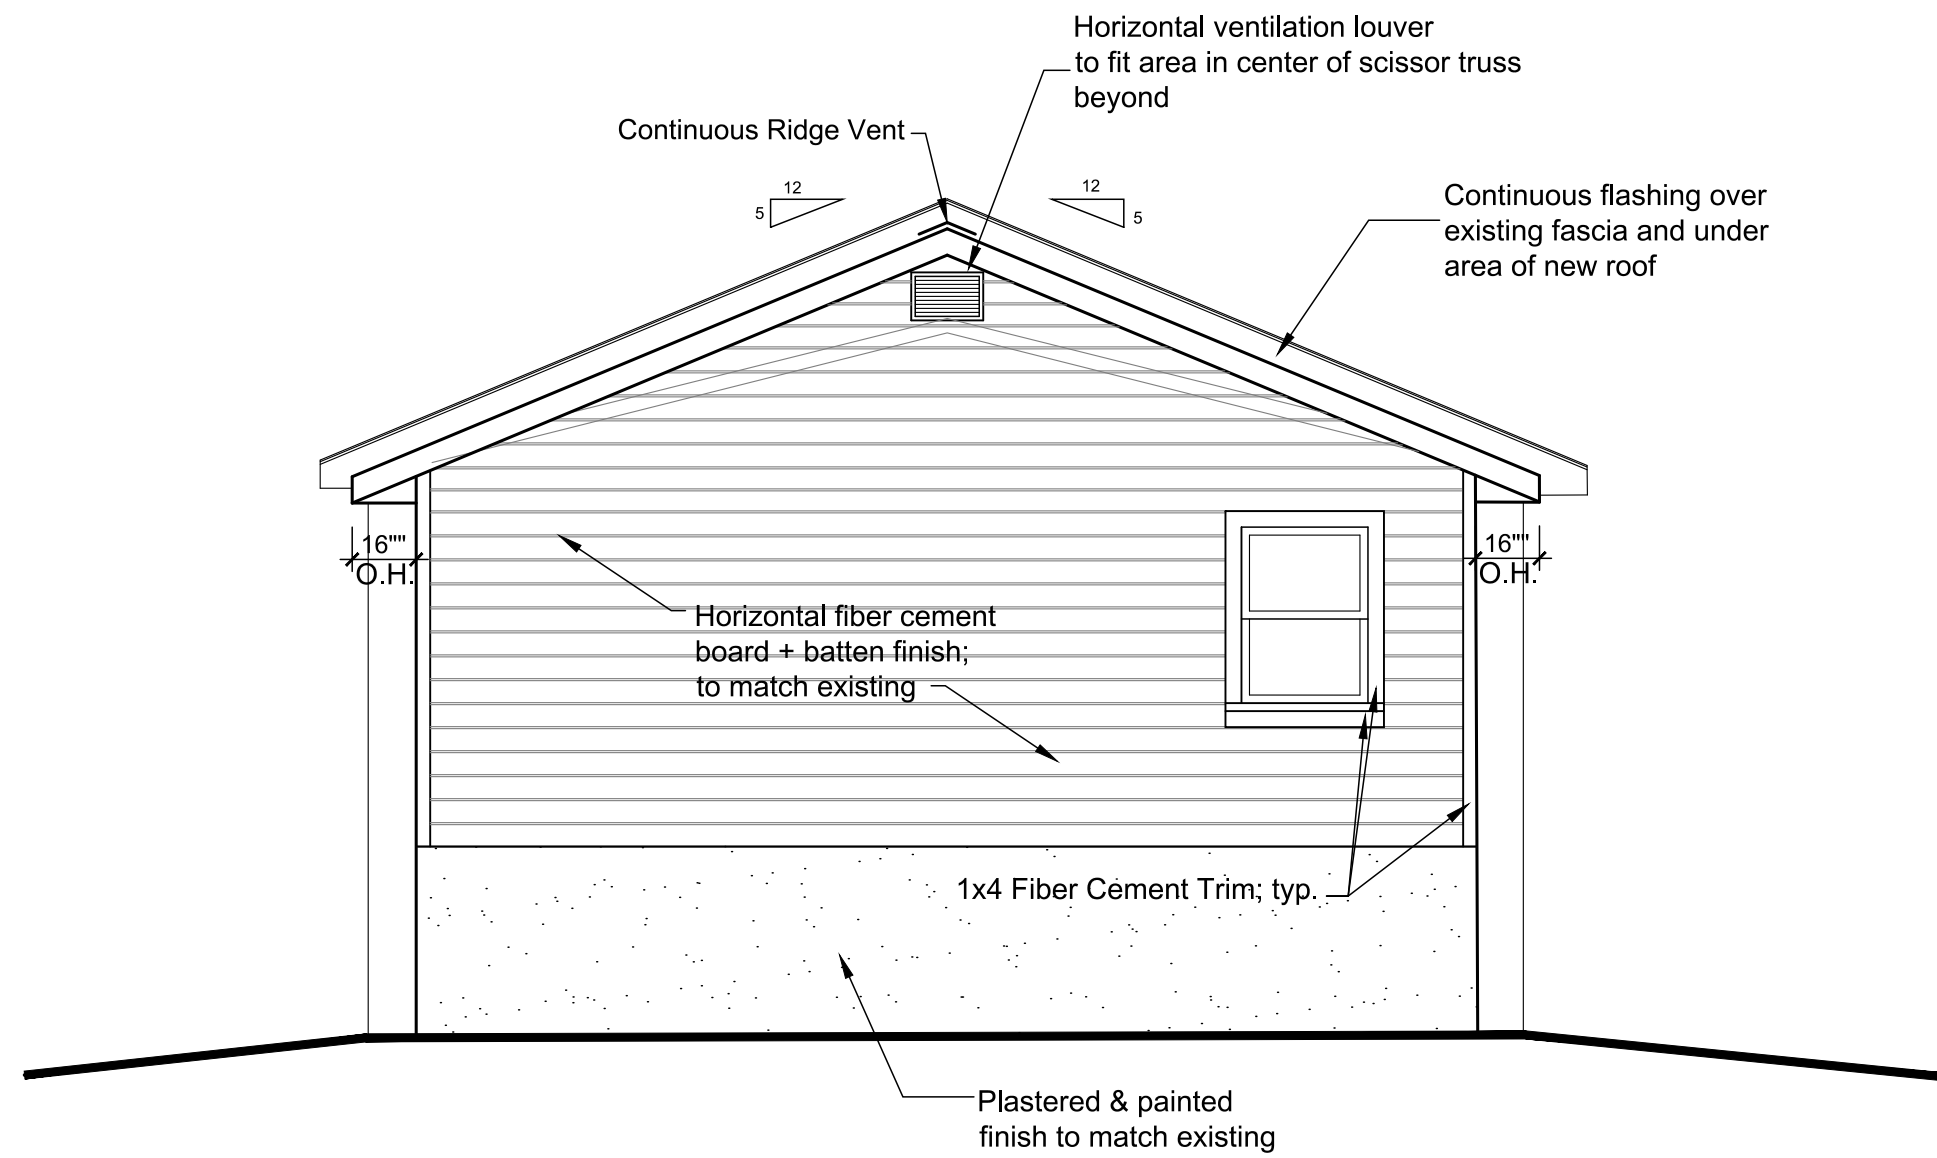 Horizontal ventilation louver
to fit area in center of scissor truss
beyond
Continuous Ridge Vent
12
5
12
5
Continuous flashing over
existing fascia and under
area of new roof
16""
O.H.
16""
O.H.
Horizontal fiber cement
board + batten finish;
to match existing
1x4 Fiber Cement Trim; typ.
Plastered & painted
finish to match existing